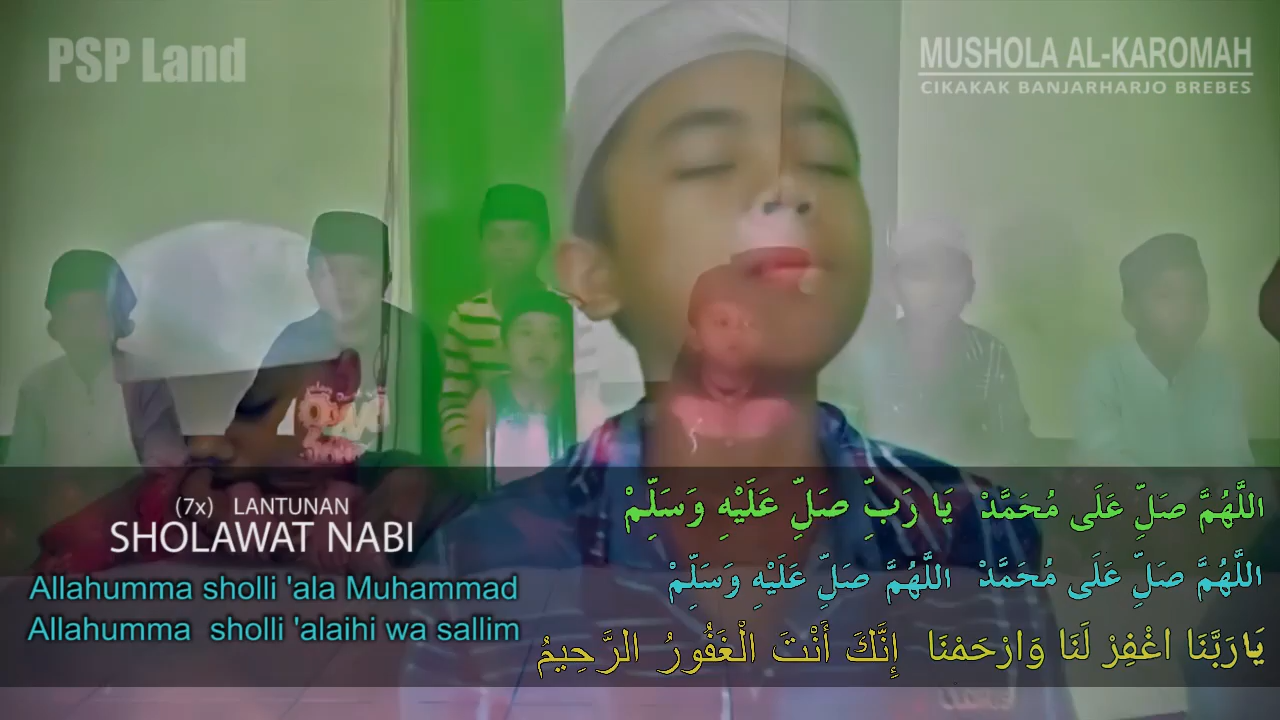 PSP Land
MUSHOLA AL-KAROMAH
CIKAKAK BANJARHARJO BREBES
(7x) LANTUNAN
SHOLAWAT NABI
Allahumma sholli 'ala Muhammad
Allahumma sholli 'alaihi wa sallim
اللَّهُمَّ صَلِّ عَلَى مُحَمَّدْ يَا رَبِّ صَلِّ عَلَيْهِ وَسَلِّمْ
اللَّهُمَّ صَلِّ عَلَى مُحَمَّدْ اللَّهُمَّ صَلِّ عَلَيْهِ وَسَلِّمْ
يَارَبَّنَا اغْفِرْ لَنَا وَارْحَمْنَا إِنَّكَ أَنْتَ الْغَفُورُ الرَّحِيمُ